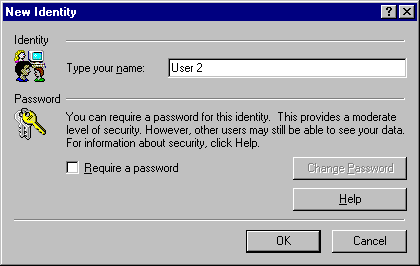 New Identity
Identity
Type your name: User 2
Password
You can require a password for this identity. This provides a moderate
level of security. However, other users may still be able to see your data.
For information about security, click Help.
Require a password
Change Password
Help
OK Cancel